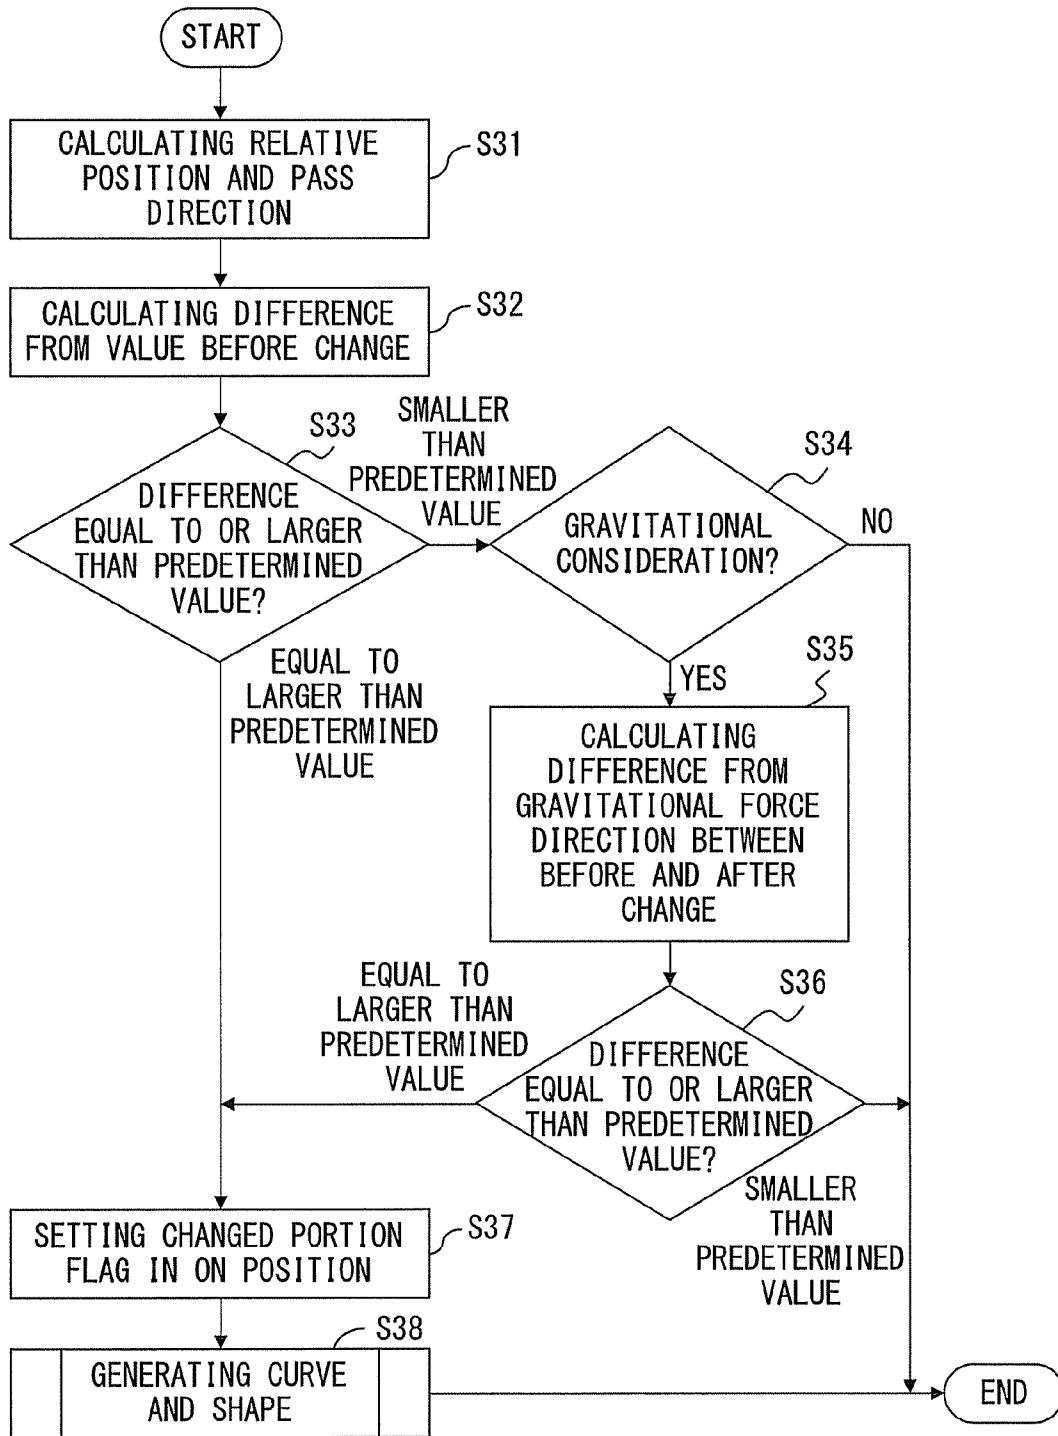 START
CALCULATING RELATIVE
POSITION AND PASS
DIRECTION
S31
CALCULATING DIFFERENCE
FROM VALUE BEFORE CHANGE
S32
DIFFERENCE
EQUAL TO OR LARGER
THAN PREDETERMINED
VALUE?
S33
SMALLER
THAN
PREDETERMINED
VALUE
GRAVITATIONAL
CONSIDERATION?
S34
NO
EQUAL TO
LARGER THAN
PREDETERMINED
VALUE
YES
S35
CALCULATING
DIFFERENCE FROM
GRAVITATIONAL FORCE
DIRECTION BETWEEN
BEFORE AND AFTER
CHANGE
EQUAL TO
LARGER THAN
PREDETERMINED
VALUE
S36
DIFFERENCE
EQUAL TO OR LARGER
THAN PREDETERMINED
VALUE?
SMALLER
THAN
PREDETERMINED
VALUE
SETTING CHANGED PORTION
FLAG IN ON POSITION
S37
S38
GENERATING CURVE
AND SHAPE
END